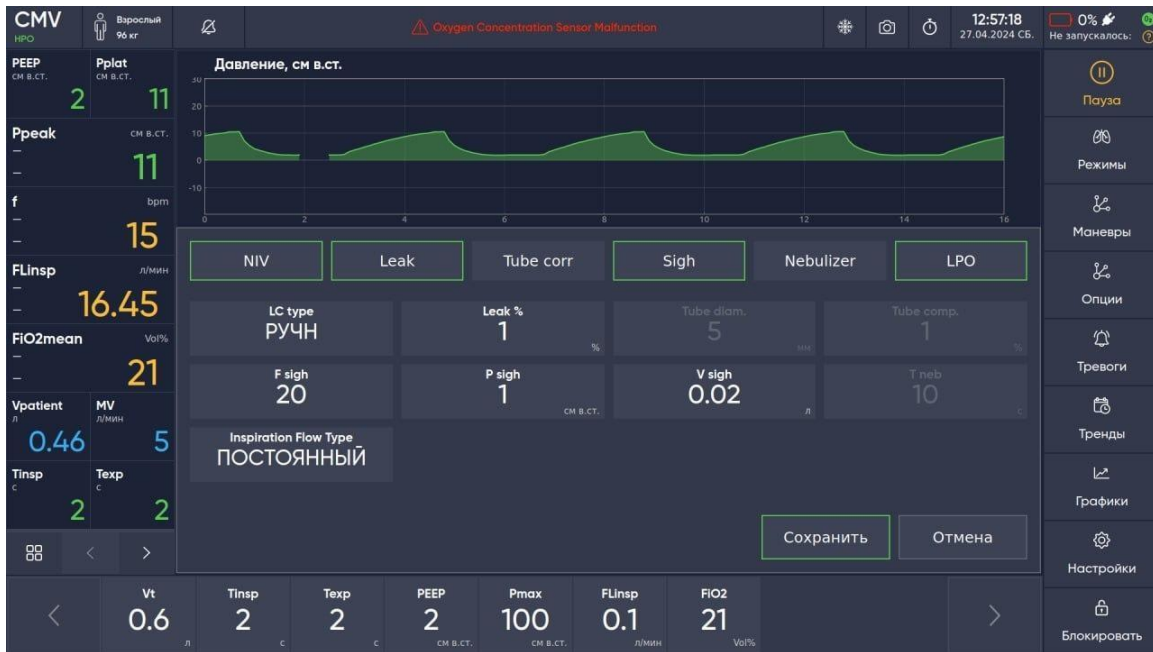 CMV
НРО
Взрослый
96 кг
Oxygen Concentration Sensor Malfunction
12:57:18
27.04.2024 СБ.
0%
Не запускалось:
PEEP
см в.ст.
2
Pplat
см в.ст.
11
Ppeak
см в.ст.
–
–
11
f
bpm
–
–
15
FLinsp
л/мин
–
–
16.45
FiO2mean
Vol%
–
–
21
Vpatient
л
0.46
MV
л/мин
5
Tinsp
с
2
Texp
с
2
Давление, см в.ст.
30
20
10
0
-10
0 2 4 6 8 10 12 14 16
NIV
Leak
Tube corr
Sigh
Nebulizer
LPO
LC type
РУЧН
Leak %
1
%
Tube diam.
5
мм
Tube comp.
1
%
F sigh
20
P sigh
1
см в.ст.
V sigh
0.02
л
T neb
10
с
Inspiration Flow Type
ПОСТОЯННЫЙ
Сохранить
Отмена
Пауза
Режимы
Маневры
Опции
Тревоги
Тренды
Графики
Настройки
Блокировать
Vt
0.6
л
Tinsp
2
с
Texp
2
с
PEEP
2
см в.ст.
Pmax
100
см в.ст.
FLinsp
0.1
л/мин
FiO2
21
Vol%